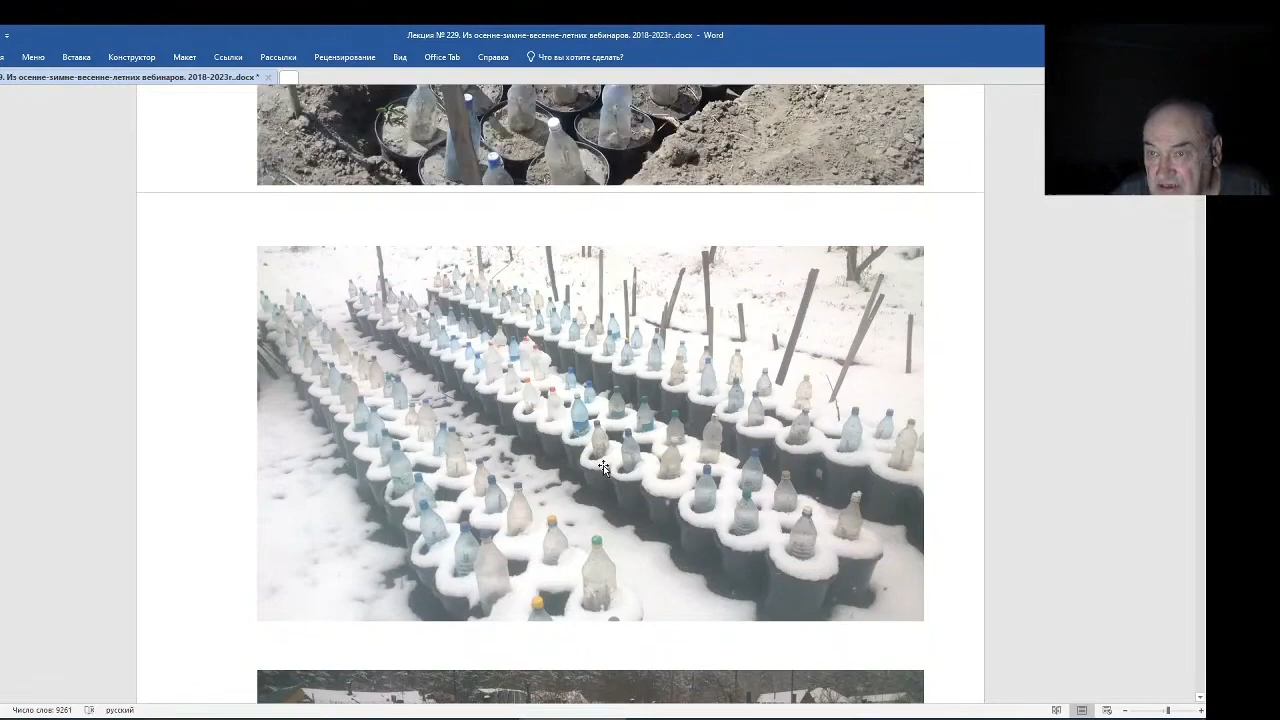 Лекция № 229. Из осенне-зимне-весенне-летних вебинаров. 2018-2023г..docx - Word
Меню Вставка Конструктор Макет Ссылки Рассылки Рецензирование Вид Office Tab Справка Что вы хотите сделать?
9. Из осенне-зимне-весенне-летних вебинаров. 2018-2023г..docx *
Число слов: 9261 русский